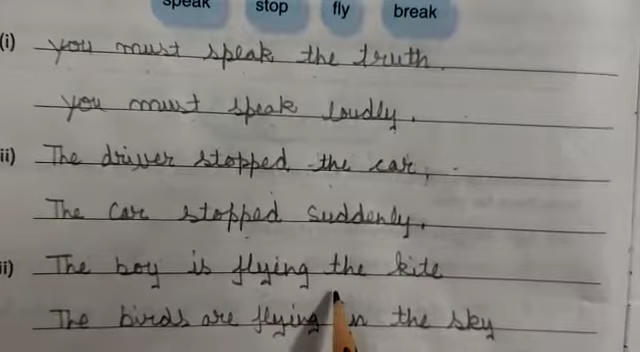 speak stop fly break
(i) you must speak the truth.
you must speak loudly.
ii) The driver stopped the car,
The car stopped suddenly.
ii) The boy is flying the kite
The birds are flying in the sky